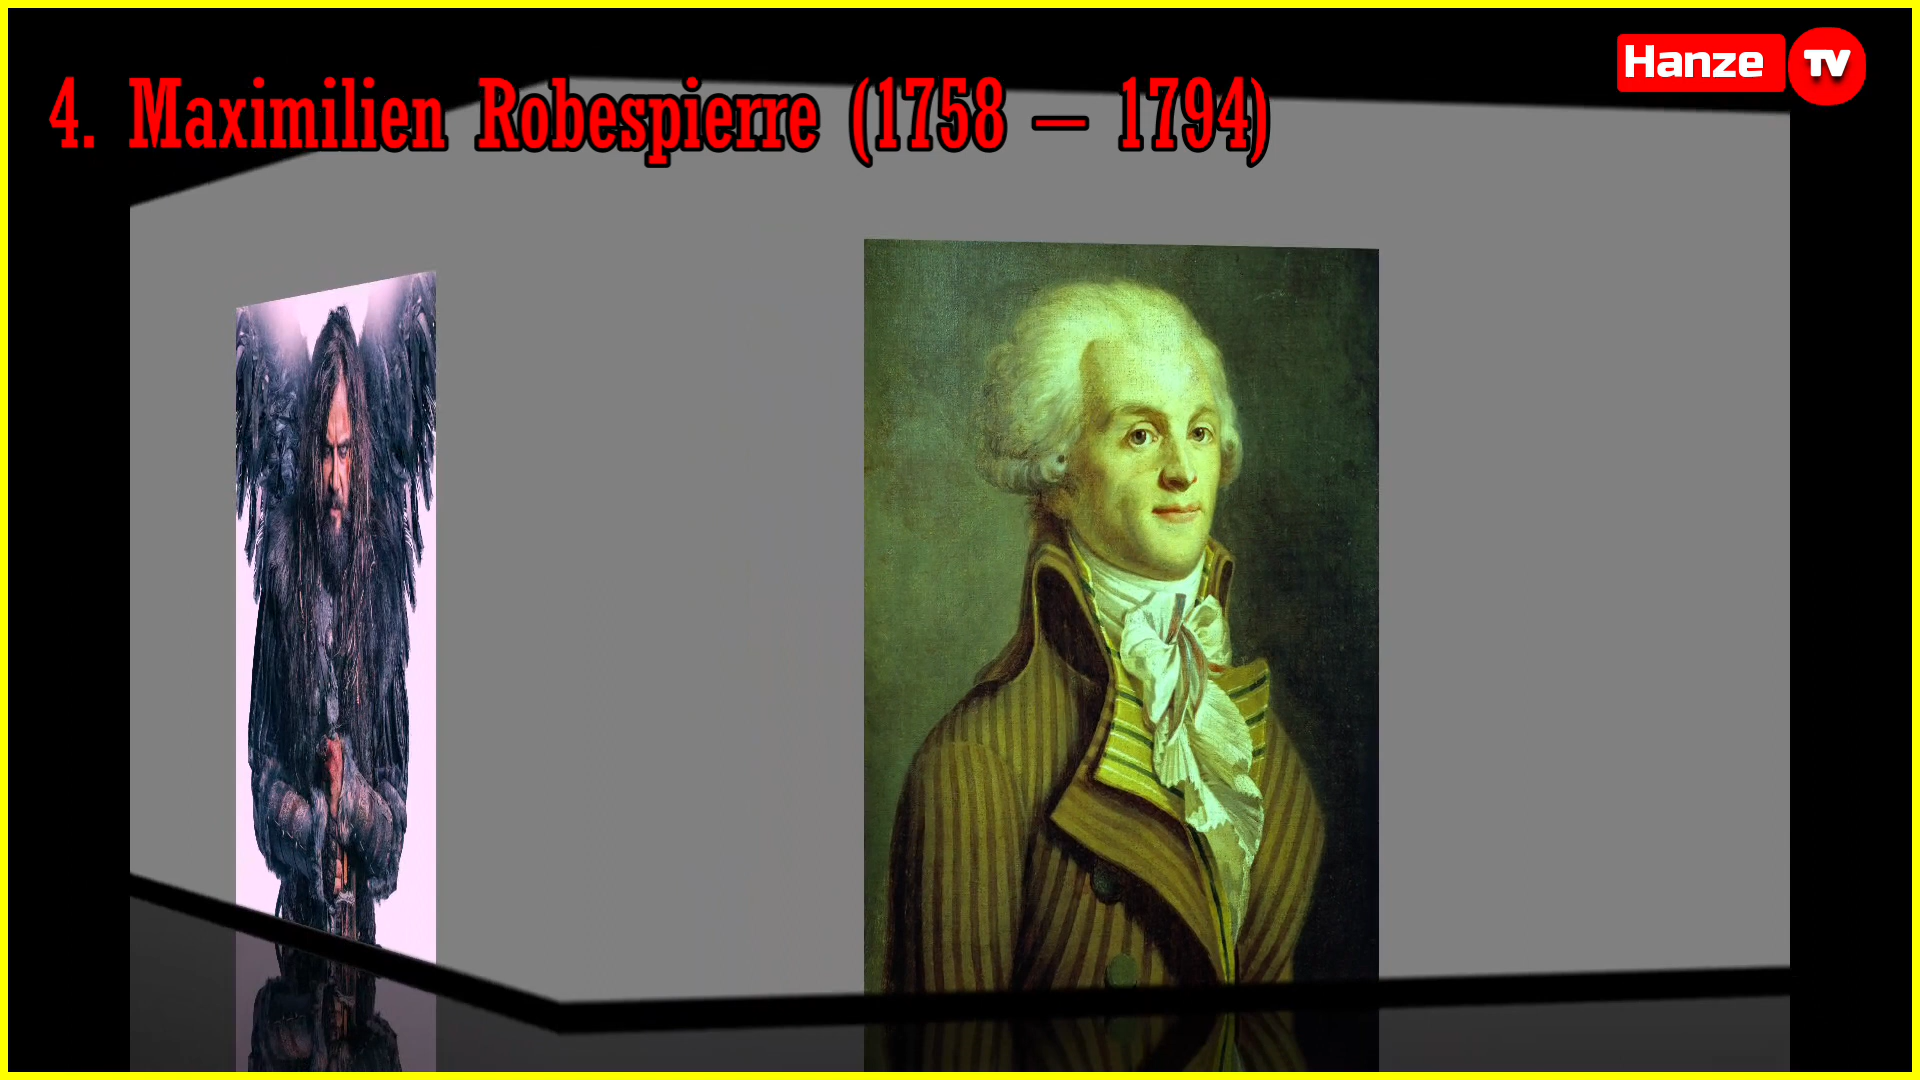 4. Maximilien Robespierre (1758 – 1794)
Hanze TV